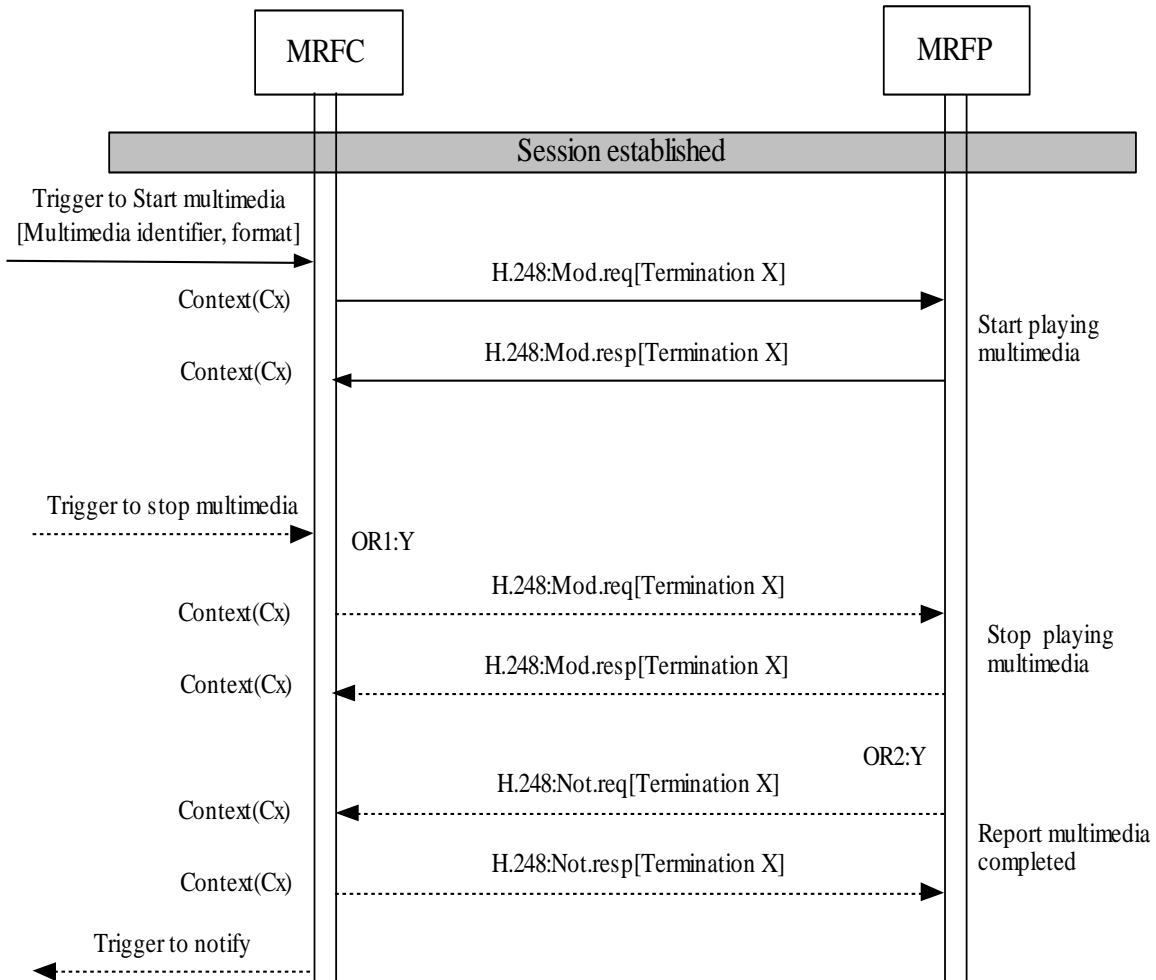 MRFC
MRFP
Session established
Trigger to Start multimedia
[Multimedia identifier, format]
H.248:Mod.req[Termination X]
Context(Cx)
Start playing
multimedia
H.248:Mod.resp[Termination X]
Context(Cx)
Trigger to stop multimedia
OR1:Y
H.248:Mod.req[Termination X]
Context(Cx)
Stop playing
multimedia
H.248:Mod.resp[Termination X]
Context(Cx)
OR2:Y
H.248:Not.req[Termination X]
Context(Cx)
Report multimedia
completed
H.248:Not.resp[Termination X]
Context(Cx)
Trigger to notify